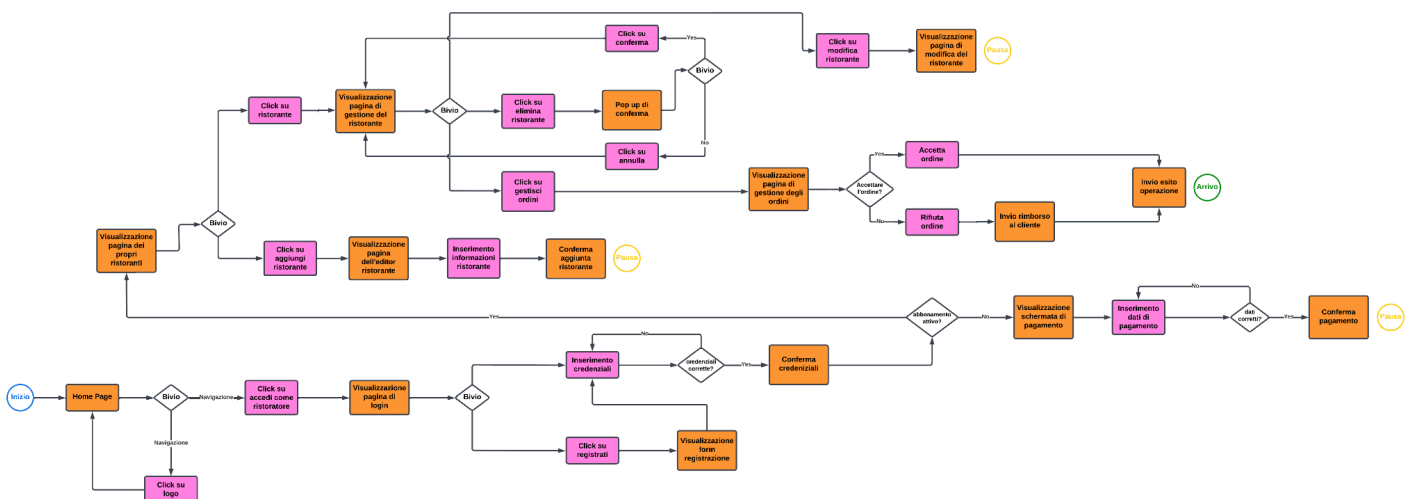 Click su
conferma
Yes
Bivio
Click su
modifica
ristorante
Visualizzazione
pagina di
modifica del
ristorante
Pausa
Click su
ristorante
Visualizzazione
pagina di
gestione del
ristorante
Bivio
Click su
elimina
ristorante
Pop up di
conferma
No
Click su
annulla
Click su
gestisci
ordini
Visualizzazione
pagina di
gestione degli
ordini
Accettare
l'ordine?
Yes
Accetta
ordine
No
Rifiuta
ordine
Invio rimborso
al cliente
Invio esito
operazione
Arrivo
Visualizzazione
pagina dei
propri
ristoranti
Bivio
Click su
aggiungi
ristorante
Visualizzazione
pagina
dell'editor
ristorante
Inserimento
informazioni
ristorante
Conferma
aggiunta
ristorante
Pausa
Yes
abbonamento
attivo?
No
Visualizzazione
schermata di
pagamento
Inserimento
dati di
pagamento
No
dati
corretti?
Yes
Conferma
pagamento
Pausa
Inizio
Home Page
Bivio
Navigazione
Click su
accedi come
ristoratore
Visualizzazione
pagina di
login
Bivio
Inserimento
credenziali
No
credenziali
corrette?
Yes
Conferma
credeniziali
Click su
registrati
Visualizzazione
form
registrazione
Navigazione
Click su
logo